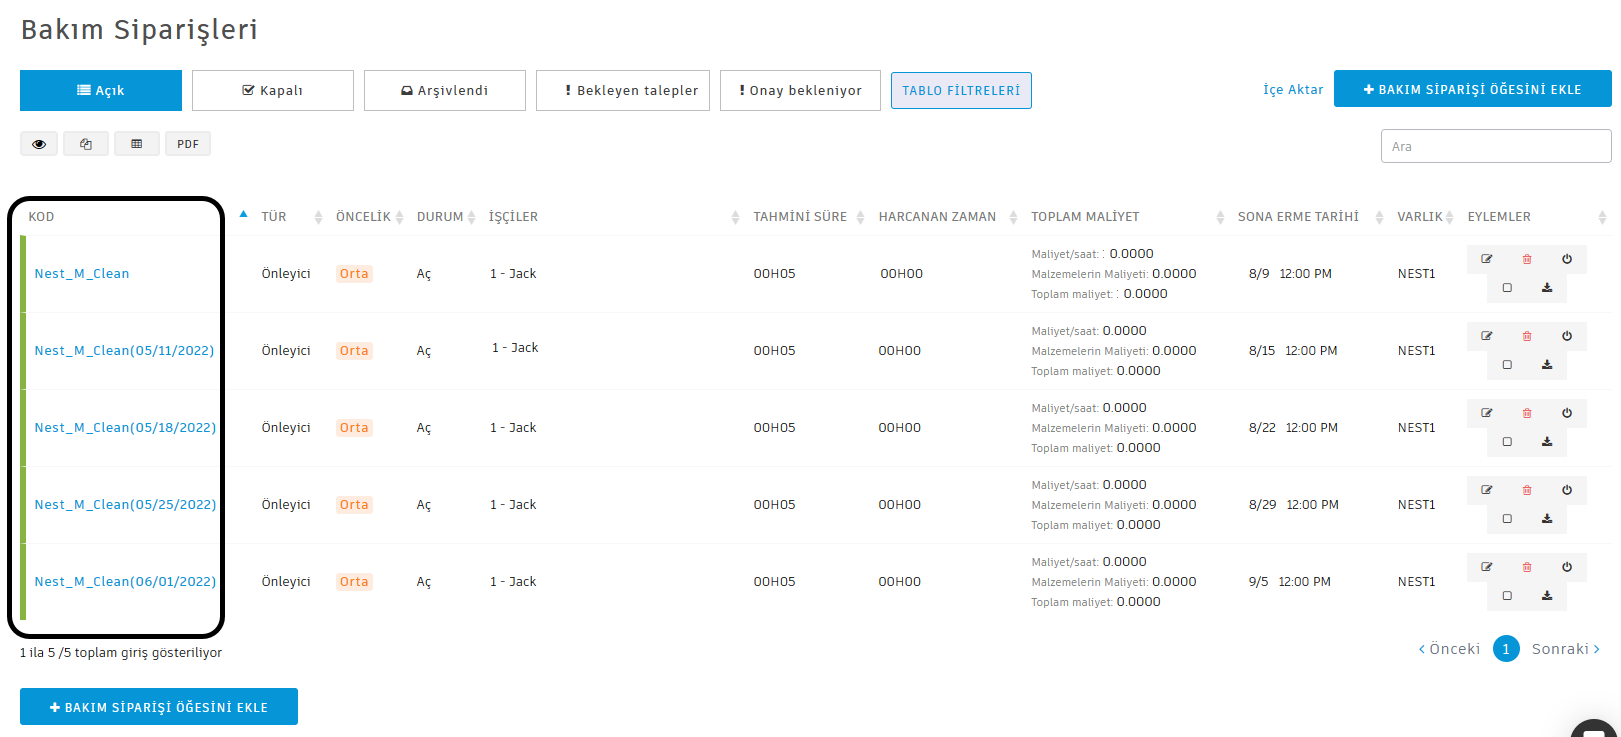 Bakım Siparişleri
Açık Kapalı Arşivlendi Bekleyen talepler Onay bekleniyor TABLO FİLTRELERİ İçe Aktar BAKIM SİPARİŞİ ÖĞESİNİ EKLE
PDF Ara
KOD TÜR ÖNCELİK DURUM İŞÇİLER TAHMİNİ SÜRE HARCANAN ZAMAN TOPLAM MALİYET SONA ERME TARİHİ VARLIK EYLEMLER
Maliyet/saat: : 0.0000
Nest_M_Clean Önleyici Orta Aç 1 - Jack 00H05 00H00 Malzemelerin Maliyeti: 0.0000 8/9 12:00 PM NEST1
Toplam maliyet: : 0.0000
Maliyet/saat: 0.0000
Nest_M_Clean(05/11/2022) Önleyici Orta Aç 1 - Jack 00H05 00H00 Malzemelerin Maliyeti: 0.0000 8/15 12:00 PM NEST1
Toplam maliyet: 0.0000
Maliyet/saat: 0.0000
Nest_M_Clean(05/18/2022) Önleyici Orta Aç 1 - Jack 00H05 00H00 Malzemelerin Maliyeti: 0.0000 8/22 12:00 PM NEST1
Toplam maliyet: 0.0000
Maliyet/saat: 0.0000
Nest_M_Clean(05/25/2022) Önleyici Orta Aç 1 - Jack 00H05 00H00 Malzemelerin Maliyeti: 0.0000 8/29 12:00 PM NEST1
Toplam maliyet: 0.0000
Maliyet/saat: 0.0000
Nest_M_Clean(06/01/2022) Önleyici Orta Aç 1 - Jack 00H05 00H00 Malzemelerin Maliyeti: 0.0000 9/5 12:00 PM NEST1
Toplam maliyet: 0.0000
1 ila 5 /5 toplam giriş gösteriliyor Önceki 1 Sonraki
BAKIM SİPARİŞİ ÖĞESİNİ EKLE